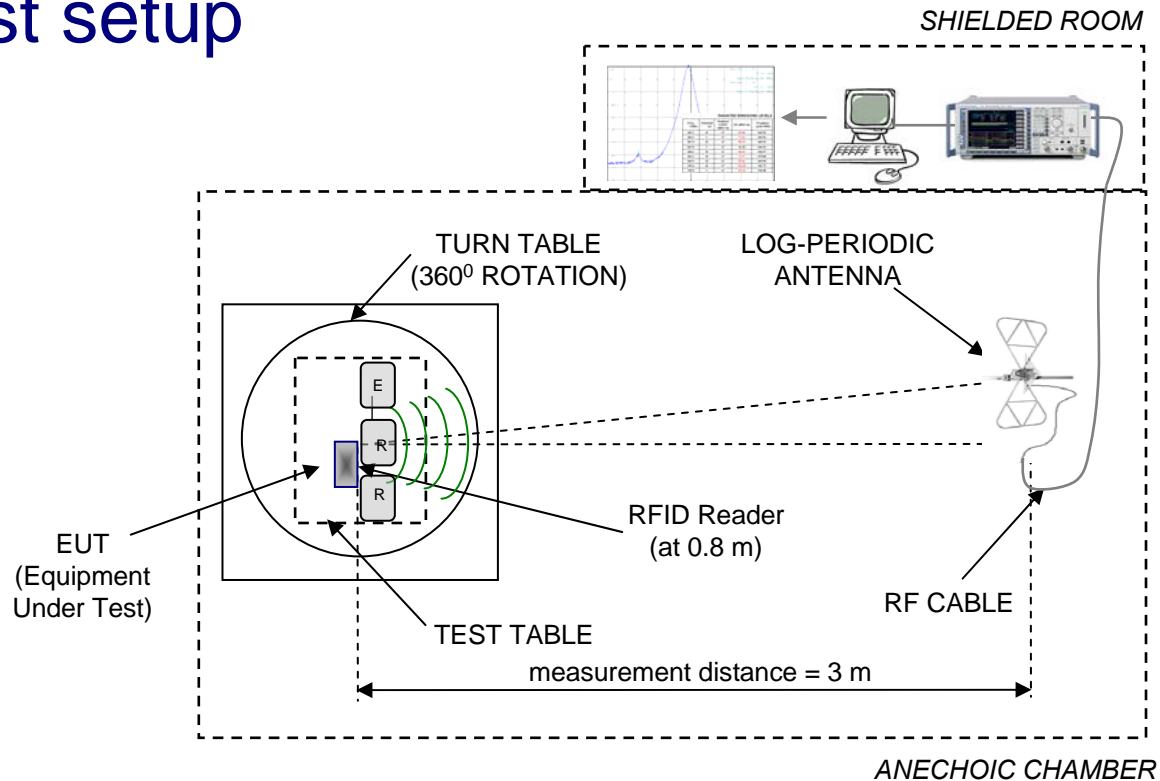 st setup
SHIELDED ROOM
TURN TABLE
(360⁰ ROTATION)
LOG-PERIODIC
ANTENNA
E
R
R
EUT
(Equipment
Under Test)
RFID Reader
(at 0.8 m)
RF CABLE
TEST TABLE
measurement distance = 3 m
ANECHOIC CHAMBER